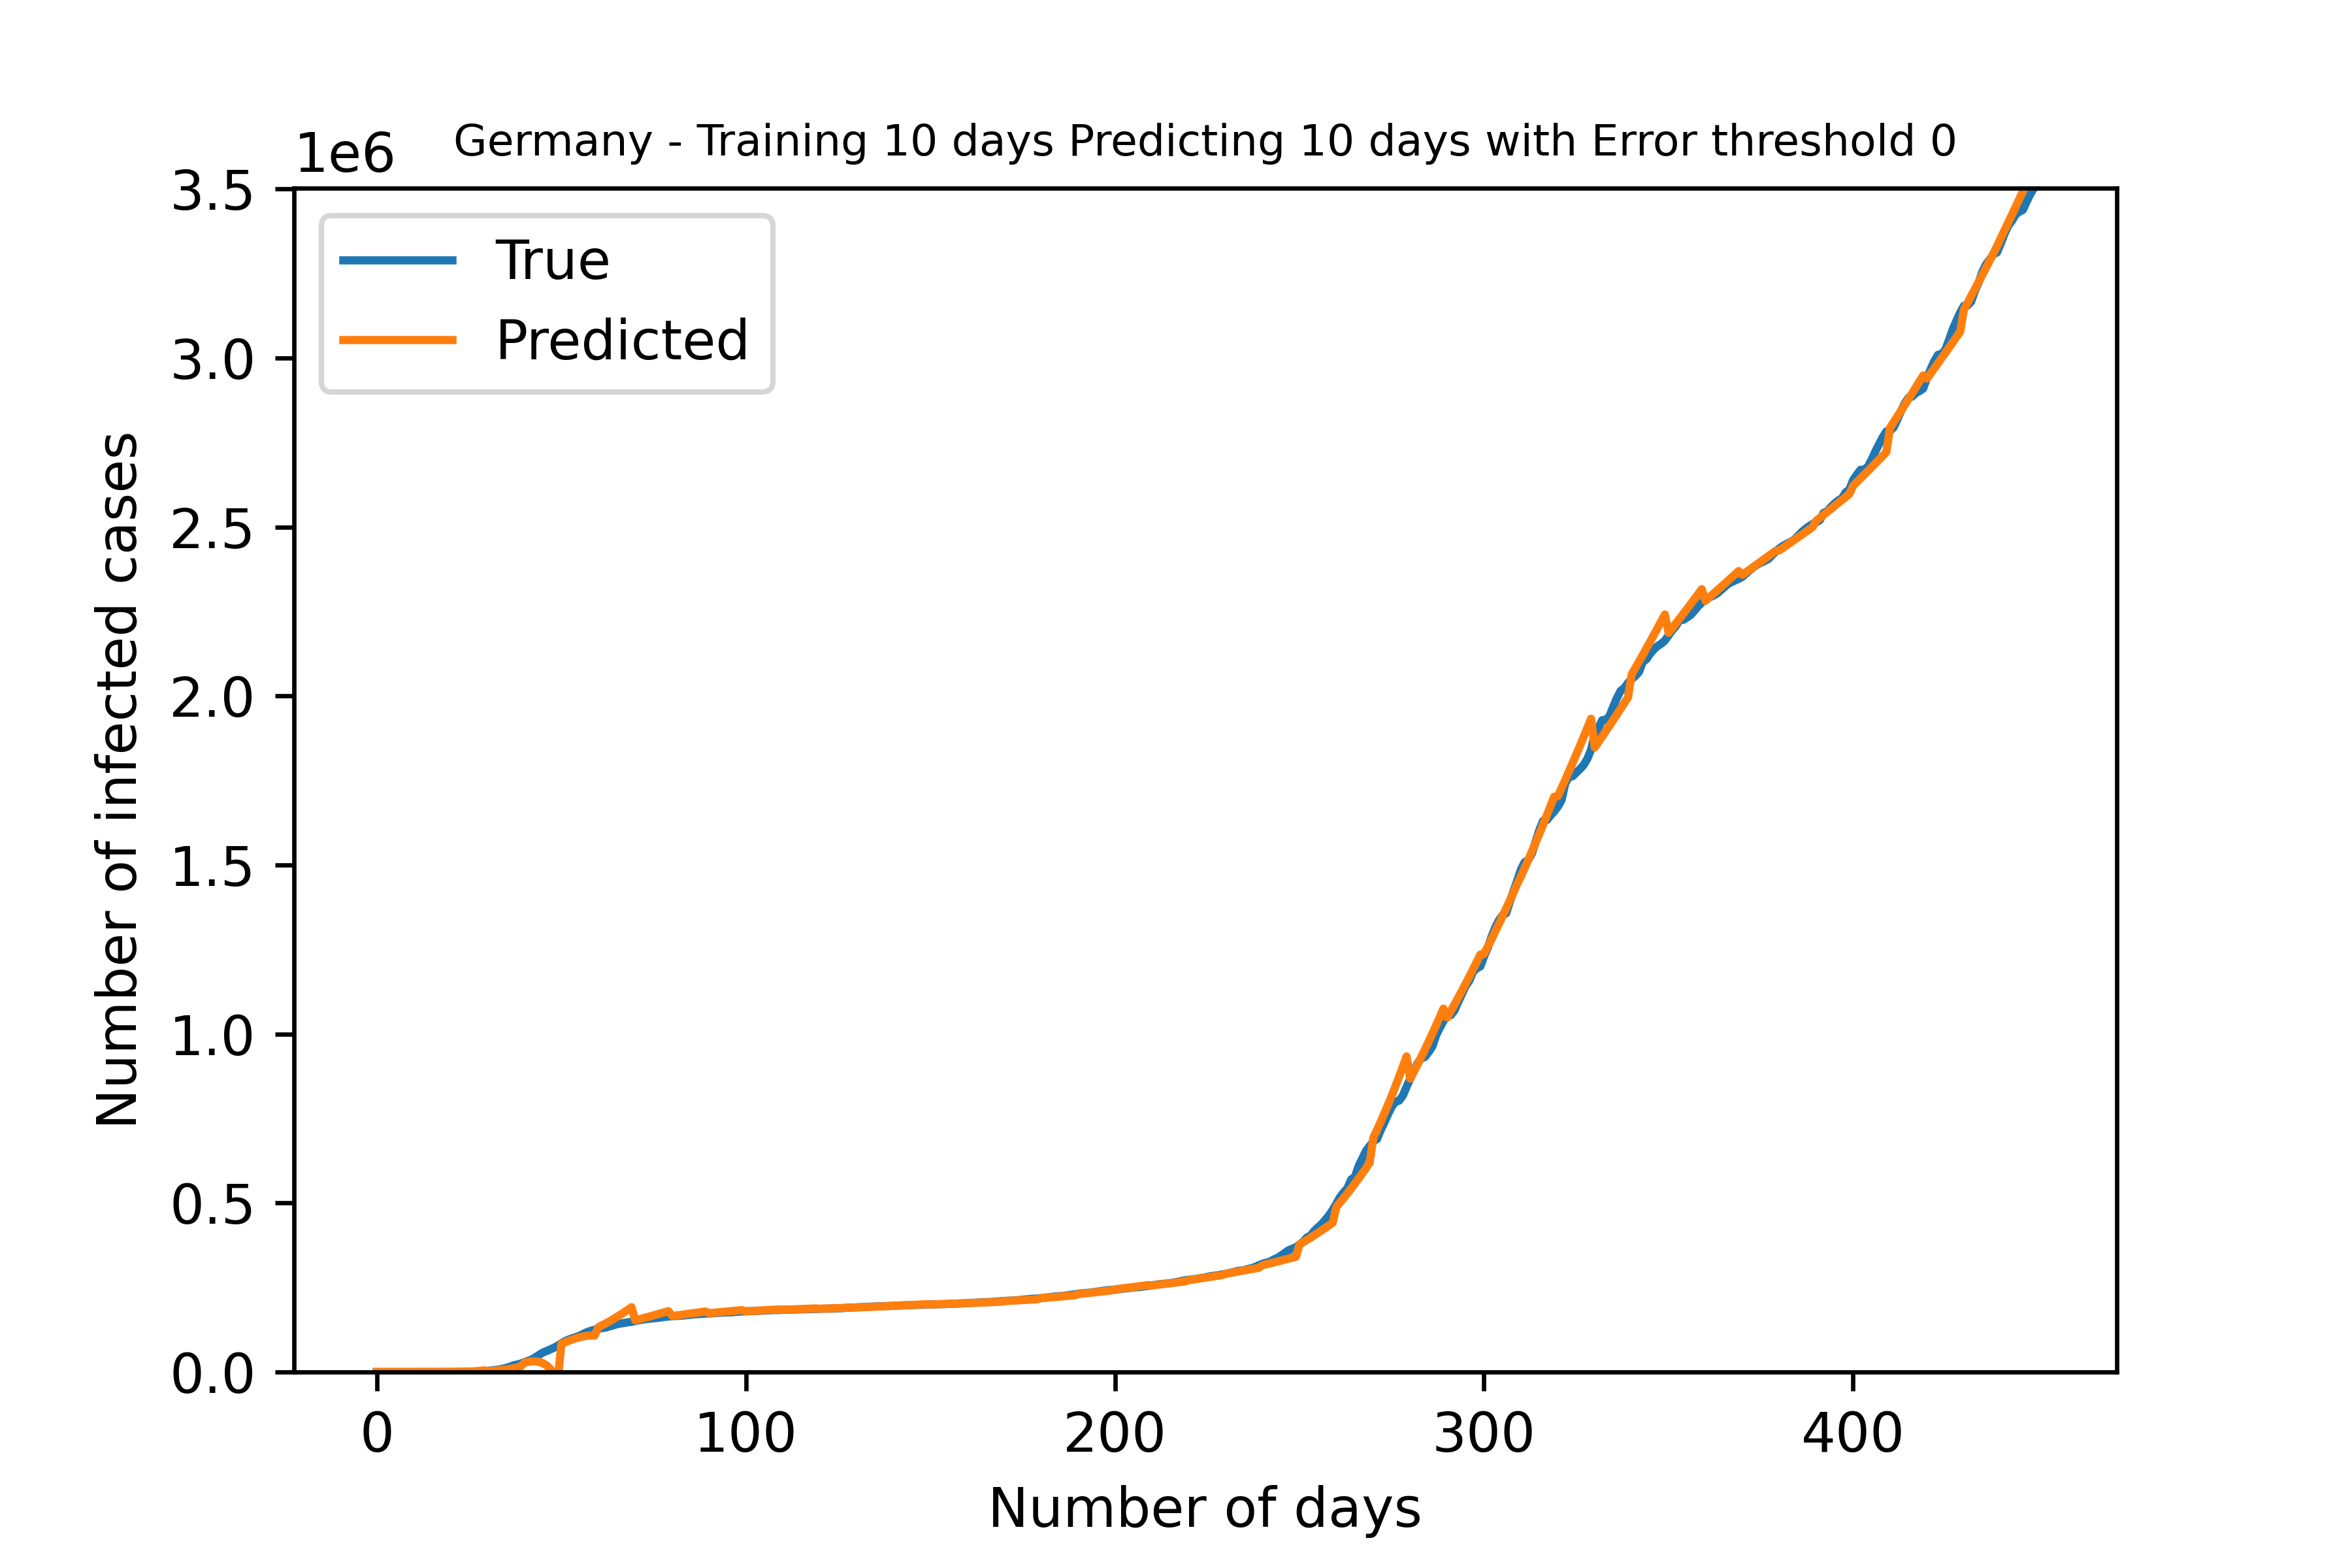 Germany - Training 10 days Predicting 10 days with Error threshold 0
1e6
3.5
3.0
2.5
2.0
1.5
1.0
0.5
0.0
True
Predicted
Number of infected cases
0 100 200 300 400
Number of days